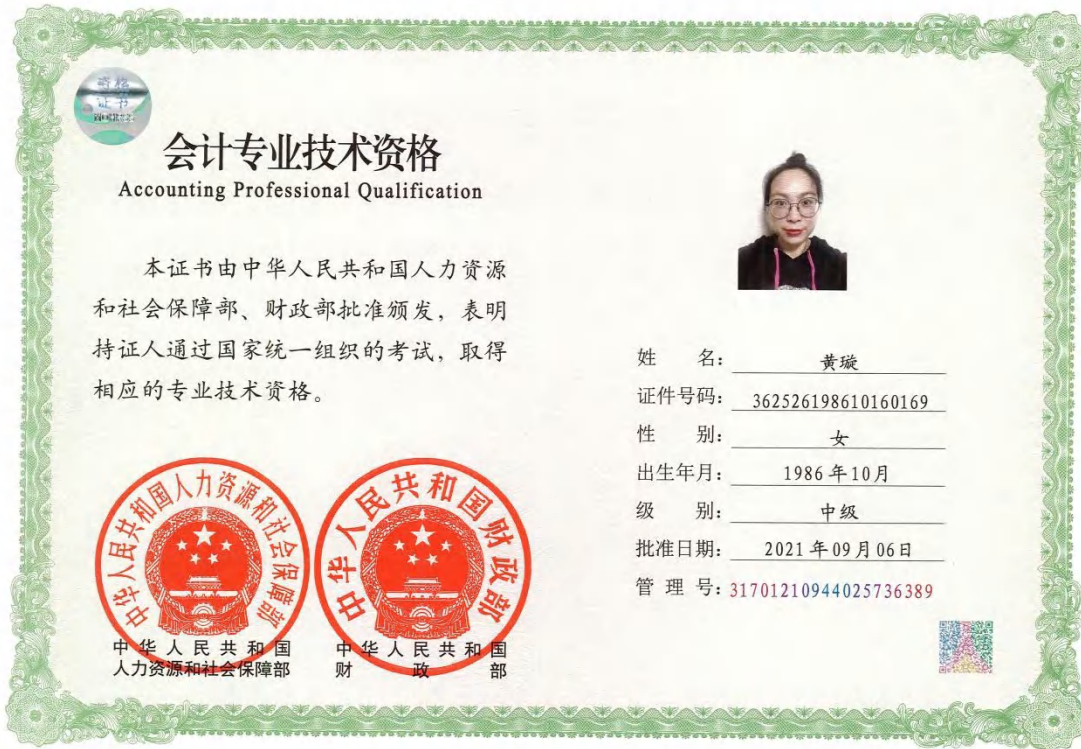 资格
证书
会计专业技术资格
Accounting Professional Qualification
本证书由中华人民共和国人力资源
和社会保障部、财政部批准颁发，表明
持证人通过国家统一组织的考试，取得
相应的专业技术资格。
中华人民共和国人力资源和社会保障部
中华人民共和国财政部
中华人民共和国
人力资源和社会保障部
中华人民共和国
财政部
姓名：黄璇
证件号码：362526198610160169
性别：女
出生年月：1986年10月
级别：中级
批准日期：2021年09月06日
管理号：31701210944025736389